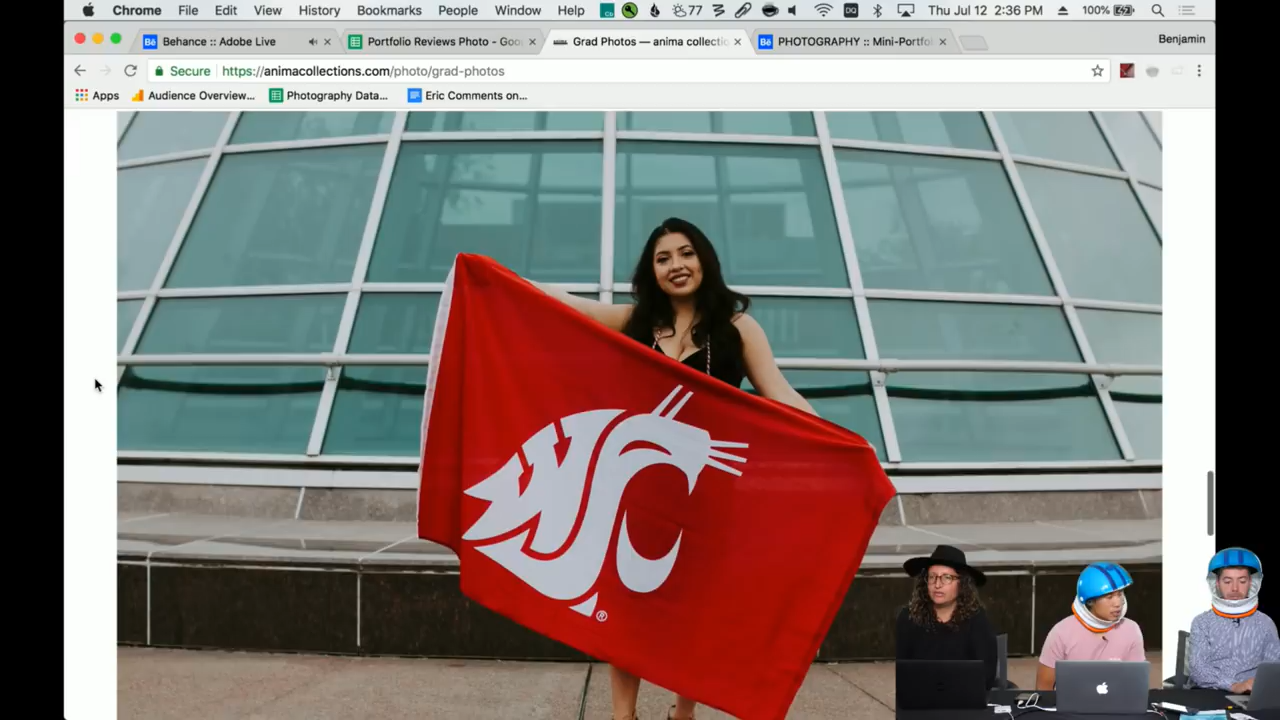 Chrome File Edit View History Bookmarks People Window Help 77 Thu Jul 12 2:36 PM 100%
Behance :: Adobe Live Portfolio Reviews Photo - Goo Grad Photos — anima collectio PHOTOGRAPHY :: Mini-Portfol Benjamin
Secure https://animacollections.com/photo/grad-photos
Apps Audience Overview... Photography Data... Eric Comments on...
WSC
®